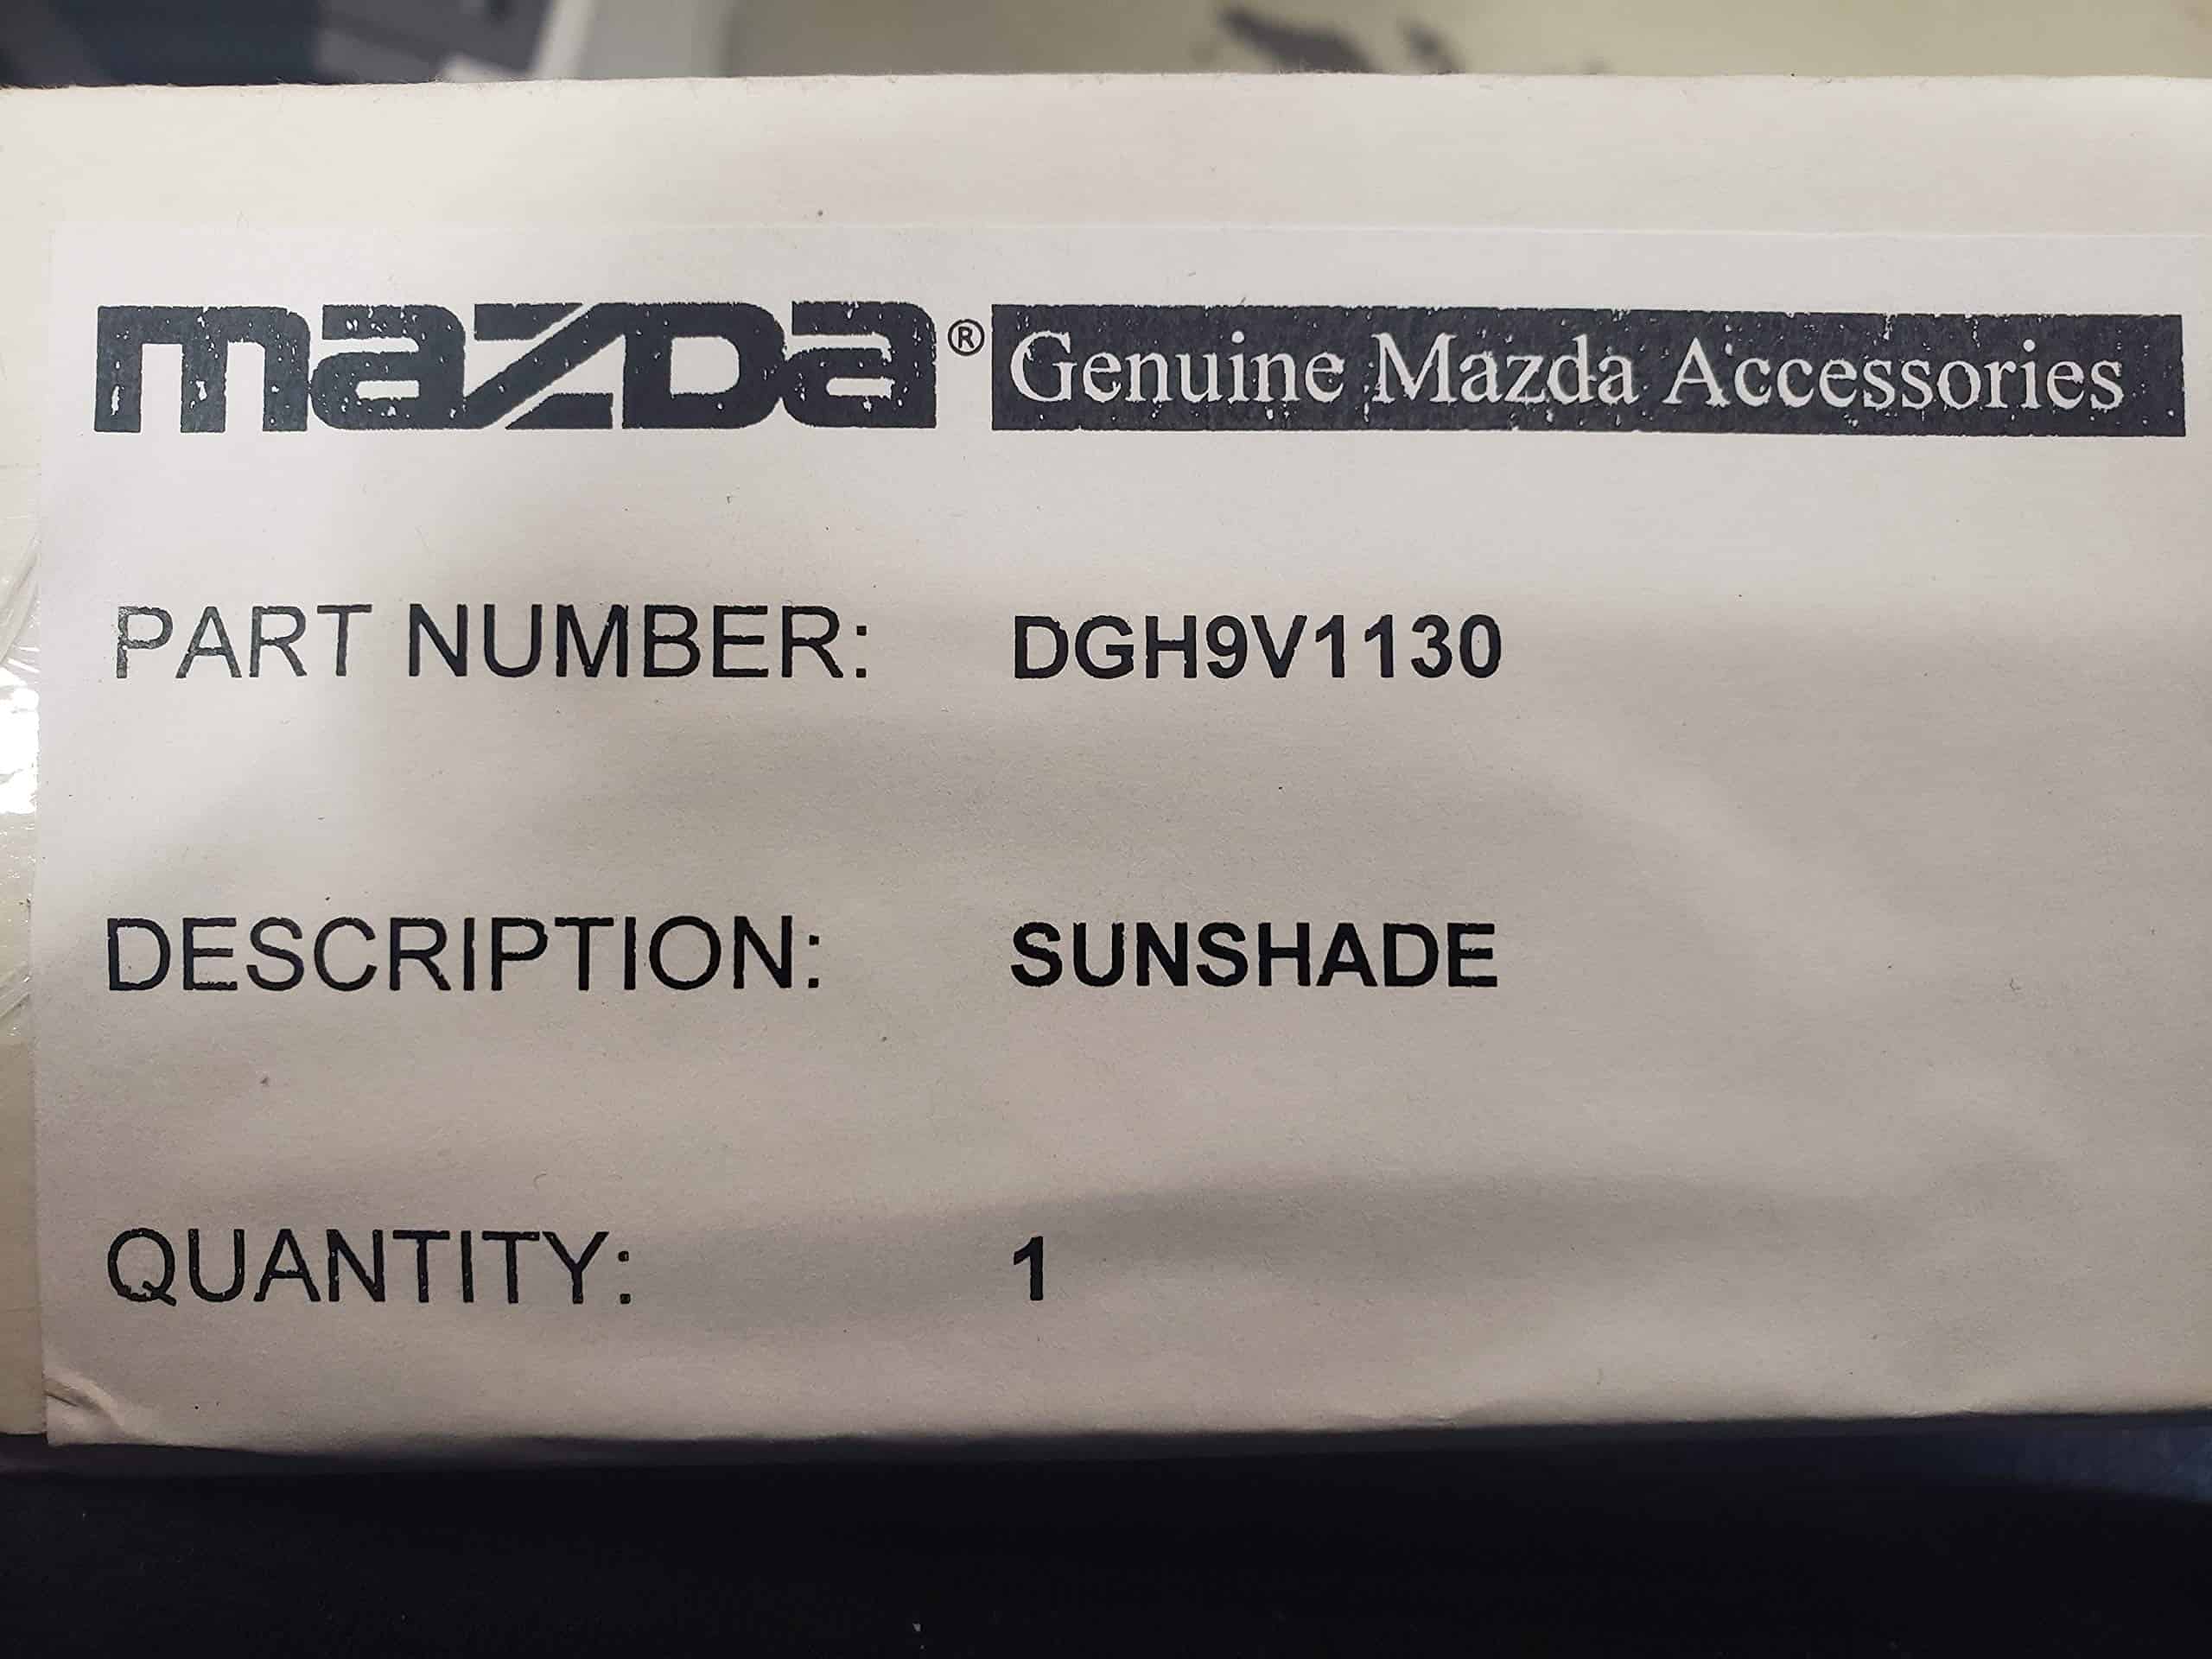 mazda® Genuine Mazda Accessories
PART NUMBER: DGH9V1130
DESCRIPTION: SUNSHADE
QUANTITY: 1